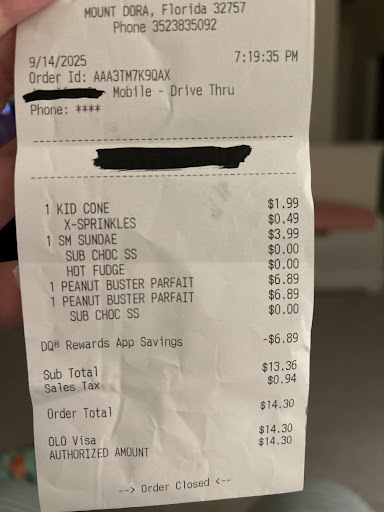 MOUNT DORA, Florida 32757
Phone 3523835092
9/14/2025 7:19:35 PM
Order Id: AAA3TM7K9QAX
Mobile - Drive Thru
Phone: ****
1 KID CONE $1.99
X-SPRINKLES $0.49
1 SM SUNDAE $3.99
SUB CHOC SS $0.00
HOT FUDGE $0.00
1 PEANUT BUSTER PARFAIT $6.89
1 PEANUT BUSTER PARFAIT $6.89
SUB CHOC SS $0.00
DQ® Rewards App Savings -$6.89
Sub Total $13.36
Sales Tax $0.94
Order Total $14.30
OLO Visa $14.30
AUTHORIZED AMOUNT $14.30
--> Order Closed <--